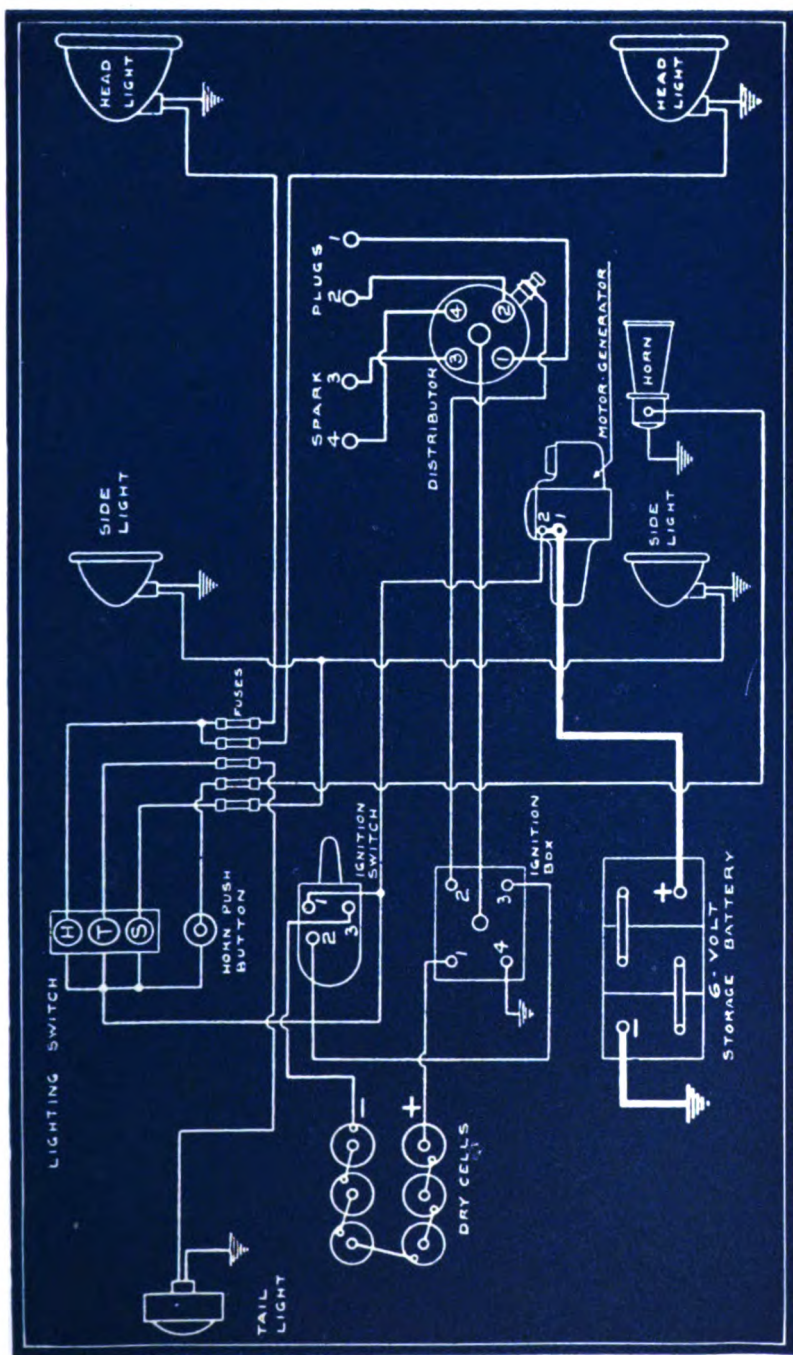 LIGHTING SWITCH
H
T
S
HEAD
LIGHT
SIDE
LIGHT
HORN PUSH
BUTTON
FUSES
TAIL
LIGHT
1
2
3
IGNITION
SWITCH
SPARK PLUGS
4 3 2 1
−
+
DRY CELLS
DISTRIBUTOR
3 4
1 2
1 2
4 3
IGNITION
BOX
2
1
MOTOR-GENERATOR
HORN
SIDE
LIGHT
HEAD
LIGHT
− +
6-VOLT
STORAGE BATTERY